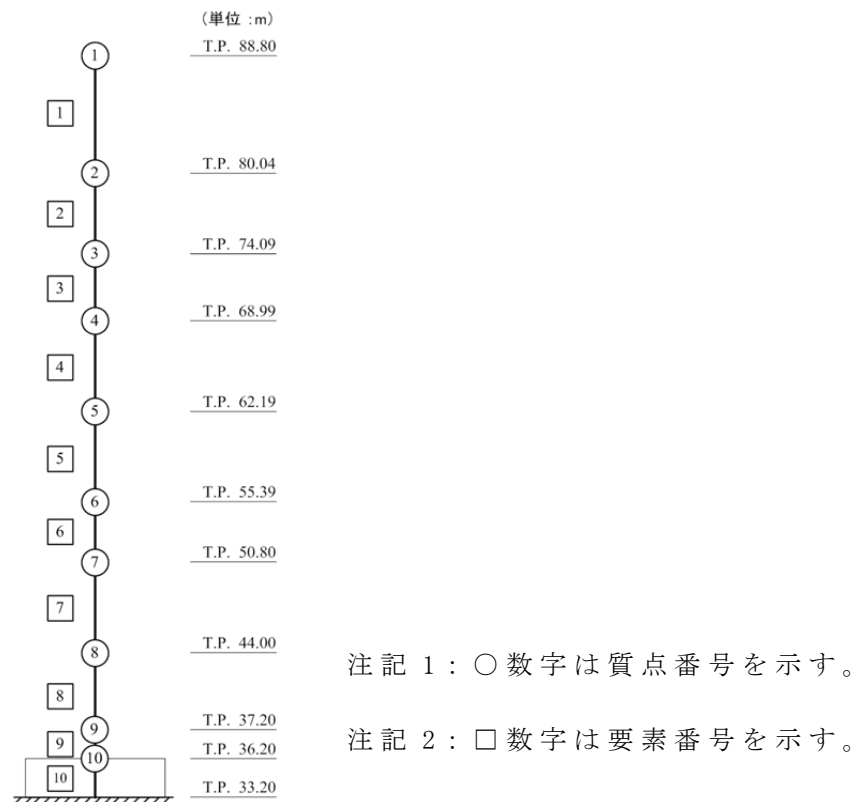 (単位 :m)
① T.P. 88.80
1
② T.P. 80.04
2
③ T.P. 74.09
3
④ T.P. 68.99
4
⑤ T.P. 62.19
5
⑥ T.P. 55.39
6
⑦ T.P. 50.80
7
⑧ T.P. 44.00
8
⑨ T.P. 37.20
9
⑩ T.P. 36.20
10
T.P. 33.20
注記 1：○数字は質点番号を示す。
注記 2：□数字は要素番号を示す。